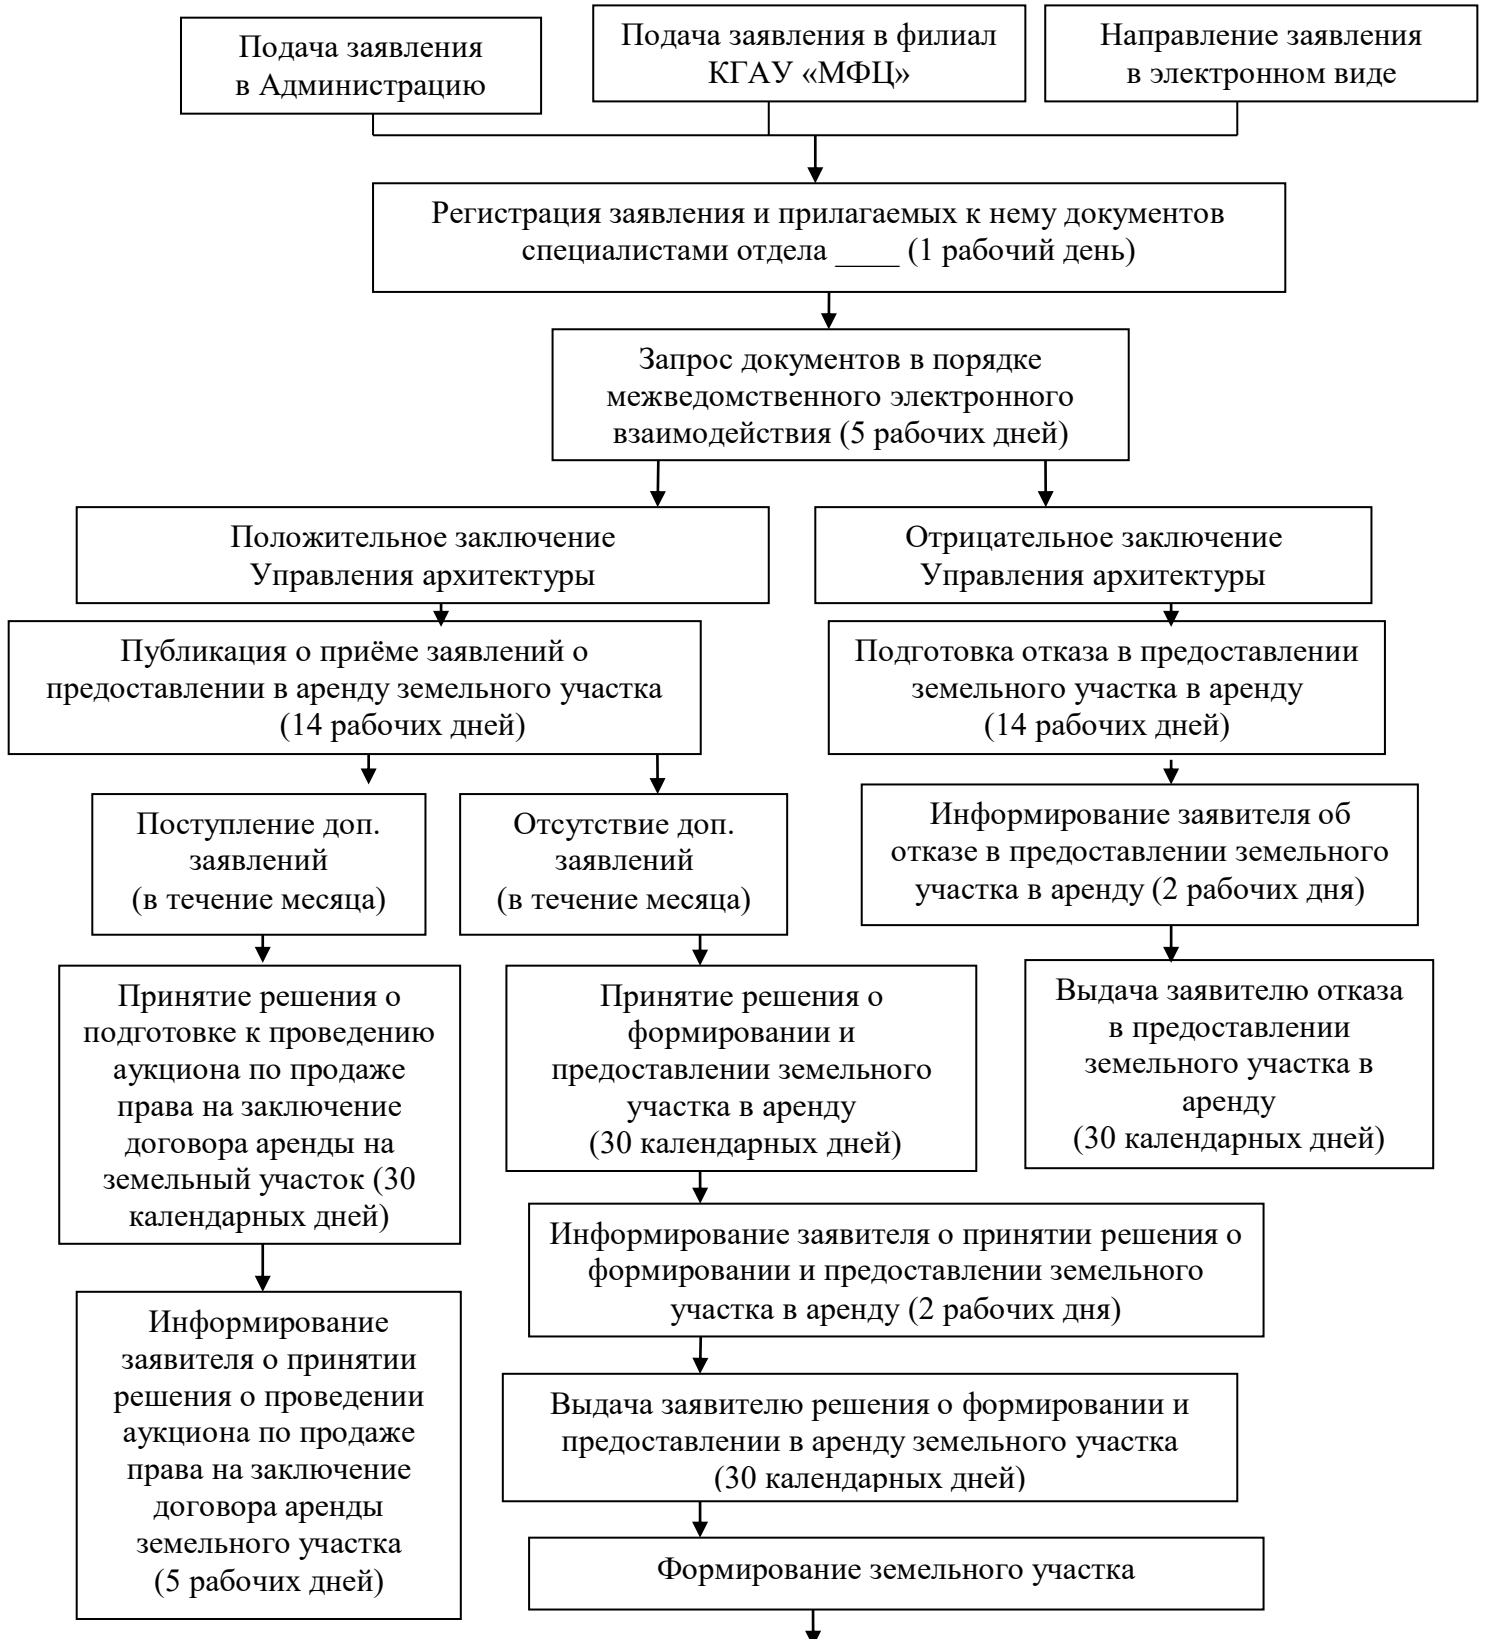 Подача заявления
в Администрацию
Подача заявления в филиал
КГАУ «МФЦ»
Направление заявления
в электронном виде
Регистрация заявления и прилагаемых к нему документов
специалистами отдела ____ (1 рабочий день)
Запрос документов в порядке
межведомственного электронного
взаимодействия (5 рабочих дней)
Положительное заключение
Управления архитектуры
Отрицательное заключение
Управления архитектуры
Публикация о приёме заявлений о
предоставлении в аренду земельного участка
(14 рабочих дней)
Подготовка отказа в предоставлении
земельного участка в аренду
(14 рабочих дней)
Поступление доп.
заявлений
(в течение месяца)
Отсутствие доп.
заявлений
(в течение месяца)
Информирование заявителя об
отказе в предоставлении земельного
участка в аренду (2 рабочих дня)
Принятие решения о
подготовке к проведению
аукциона по продаже
права на заключение
договора аренды на
земельный участок (30
календарных дней)
Принятие решения о
формировании и
предоставлении земельного
участка в аренду
(30 календарных дней)
Выдача заявителю отказа
в предоставлении
земельного участка в
аренду
(30 календарных дней)
Информирование заявителя о принятии решения о
формировании и предоставлении земельного
участка в аренду (2 рабочих дня)
Информирование
заявителя о принятии
решения о проведении
аукциона по продаже
права на заключение
договора аренды
земельного участка
(5 рабочих дней)
Выдача заявителю решения о формировании и
предоставлении в аренду земельного участка
(30 календарных дней)
Формирование земельного участка